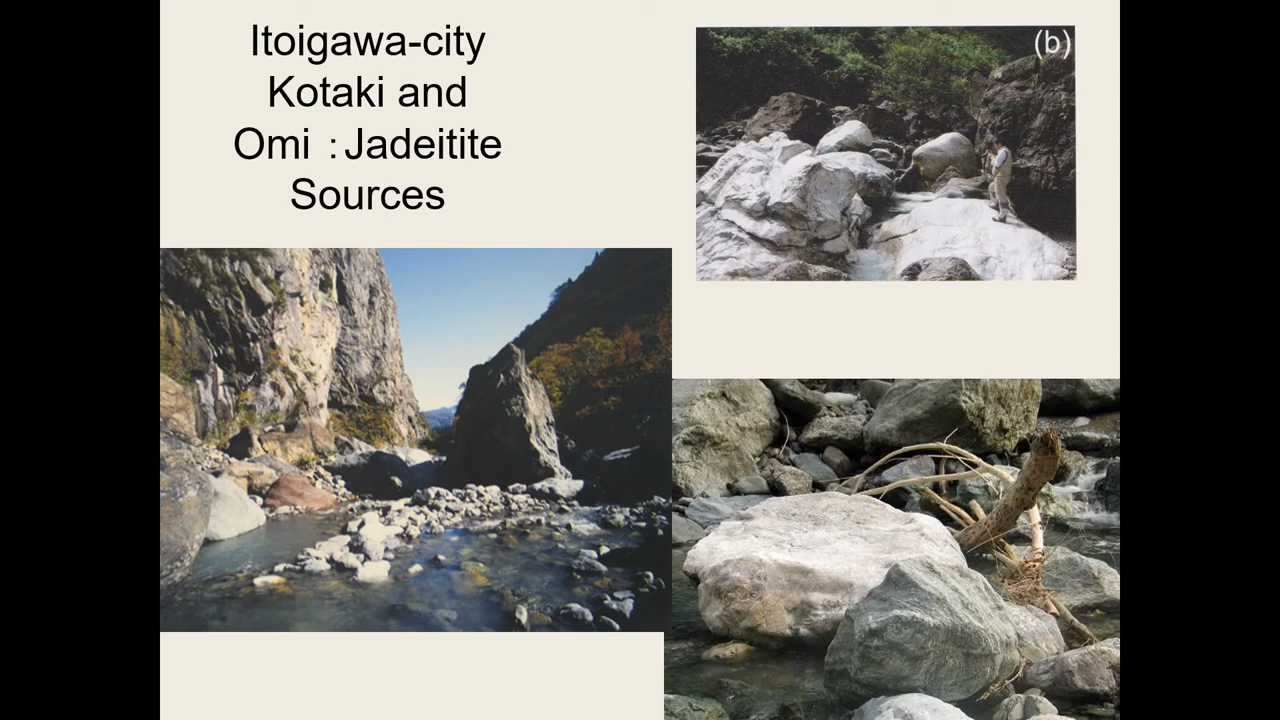 Itoigawa-city
Kotaki and
Omi ：Jadeitite
Sources
(b)